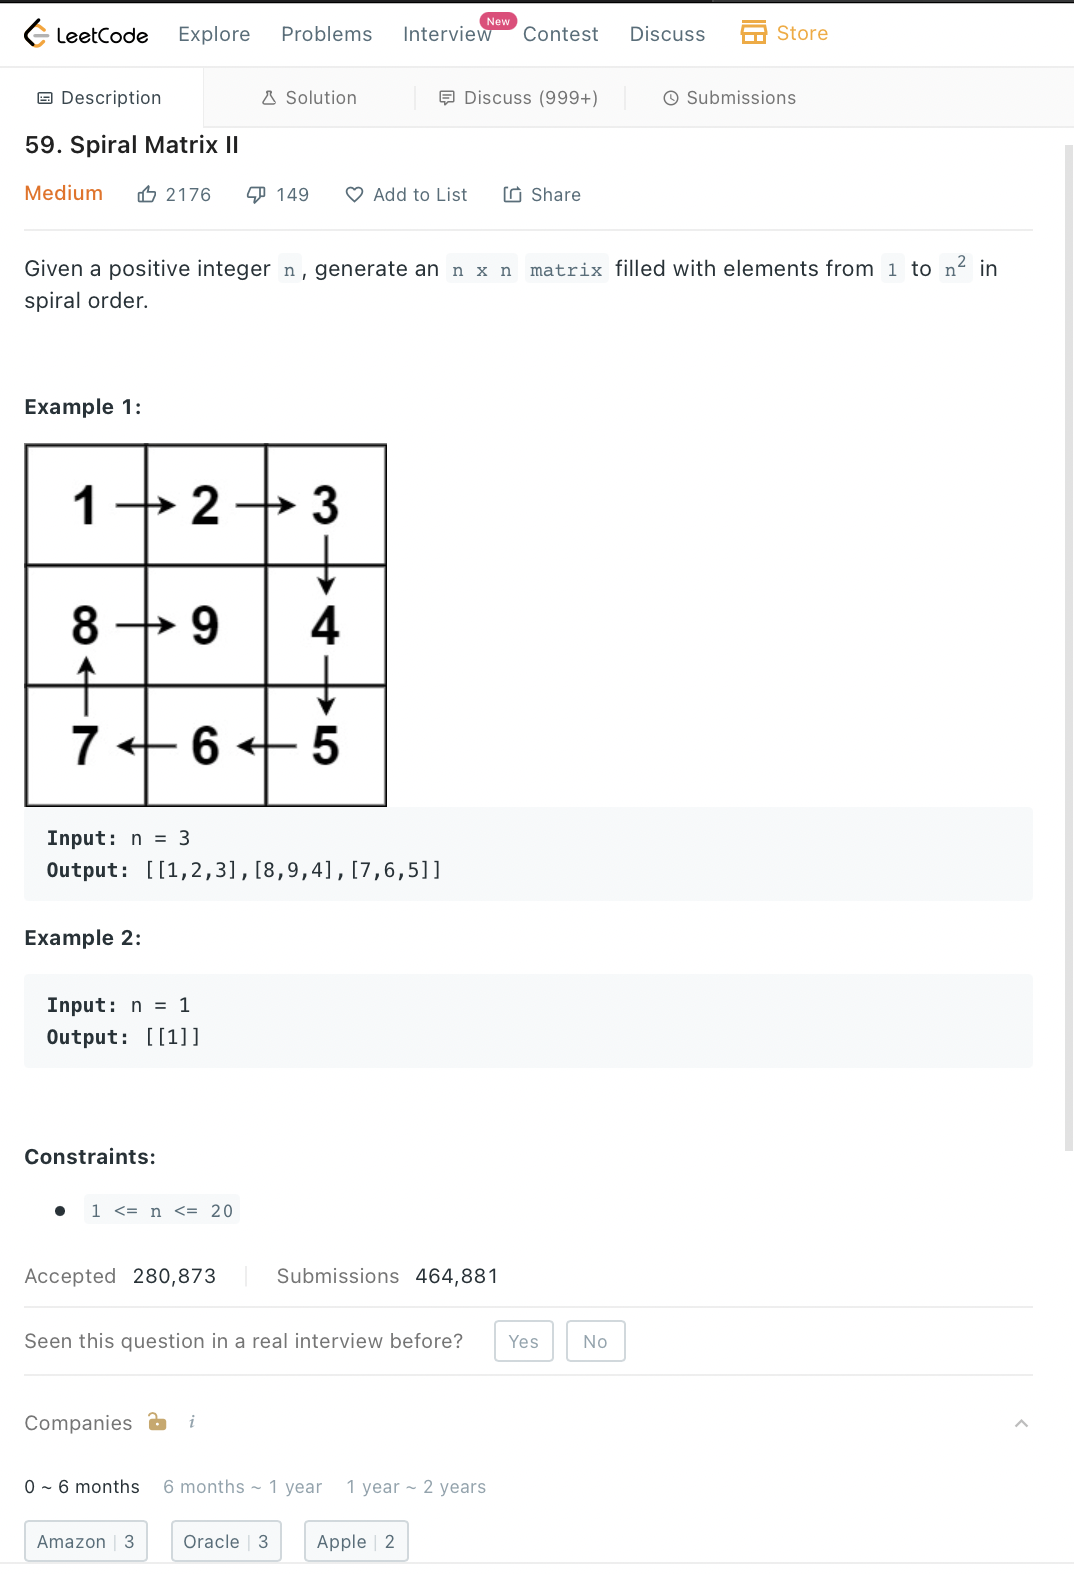 LeetCode Explore Problems Interview New Contest Discuss Store
Description Solution Discuss (999+) Submissions
59. Spiral Matrix II
Medium 2176 149 Add to List Share
Given a positive integer n, generate an n x n matrix filled with elements from 1 to n² in
spiral order.
Example 1:
1 2 3
8 9 4
7 6 5
Input: n = 3
Output: [[1,2,3],[8,9,4],[7,6,5]]
Example 2:
Input: n = 1
Output: [[1]]
Constraints:
1 <= n <= 20
Accepted 280,873 Submissions 464,881
Seen this question in a real interview before? Yes No
Companies i
0 ~ 6 months 6 months ~ 1 year 1 year ~ 2 years
Amazon | 3 Oracle | 3 Apple | 2